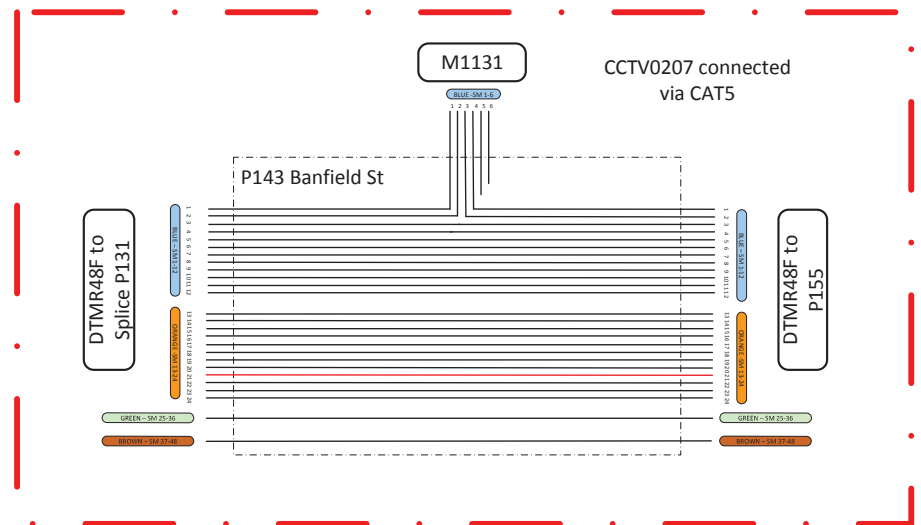 M1131
CCTV0207 connected
via CAT5
BLUE -SM 1-6
1 2 3 4 5 6
P143 Banfield St
DTMR48F to
Splice P131
BLUE – SM 1-12
1
2
3
4
5
6
7
8
9
10
11
12
ORANGE -SM 13-24
13
14
15
16
17
18
19
20
21
22
23
24
GREEN – SM 25-36
BROWN – SM 37-48
1
2
3
4
5
6
7
8
9
10
11
12
BLUE – SM 1-12
13
14
15
16
17
18
19
20
21
22
23
24
ORANGE -SM 13-24
GREEN – SM 25-36
BROWN – SM 37-48
DTMR48F to
P155